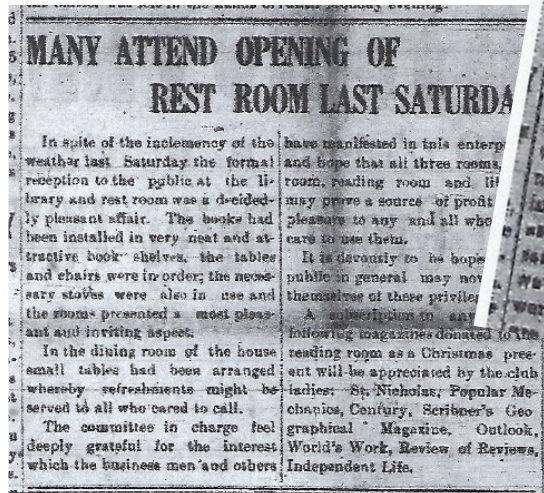 MANY ATTEND OPENING OF
REST ROOM LAST SATURDA
In spite of the inclemency of the
weather last Saturday the formal
reception to the public at the li-
brary and rest room was a decided-
ly pleasant affair. The books had
been installed in very neat and at-
tractive book shelves, the tables
and chairs were in order; the neces-
sary stoves were also in use and
the rooms presented a most pleas-
ant and inviting aspect.
In the dining room of the house
small tables had been arranged
whereby refreshments might be
served to all who cared to call.
The committee in charge feel
deeply grateful for the interest
which the business men and others
have manifested in this enterp
and hope that all three rooms,
room, reading room and
may prove a source of profit
pleasure to any and all who
care to use them.
It is devoutly to be hope
public in general may
themselves of these
A subscription to any
following magazines donated to the
reading room as a Christmas pres-
ent will be appreciated by the club
ladies: St. Nicholas, Popular Me-
chanics, Century, Scribner's Geo-
graphical Magazine, Outlook,
World's Work, Review of Reviews,
Independent Life.